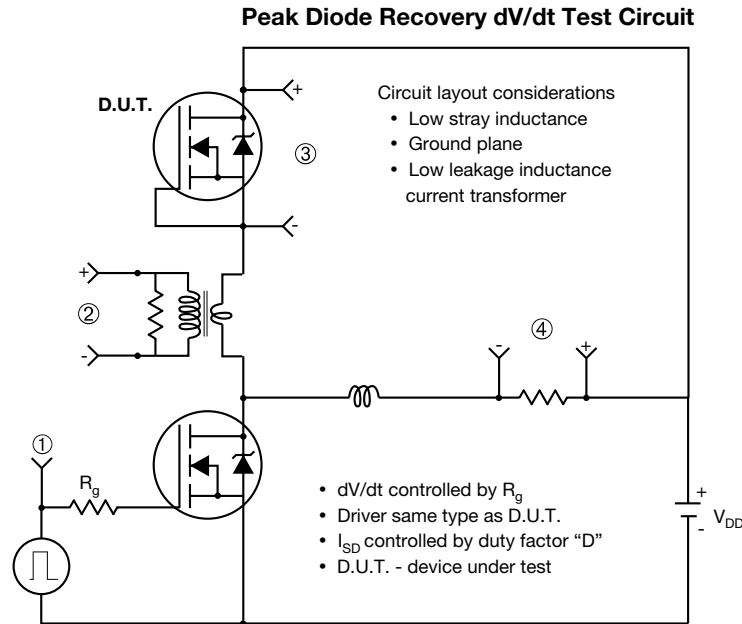 Peak Diode Recovery dV/dt Test Circuit
D.U.T.
+
③
-
Circuit layout considerations
• Low stray inductance
• Ground plane
• Low leakage inductance
current transformer
+
②
-
-
④
+
①
Rg
• dV/dt controlled by Rg
• Driver same type as D.U.T.
• ISD controlled by duty factor “D”
• D.U.T. - device under test
+
-
VDD